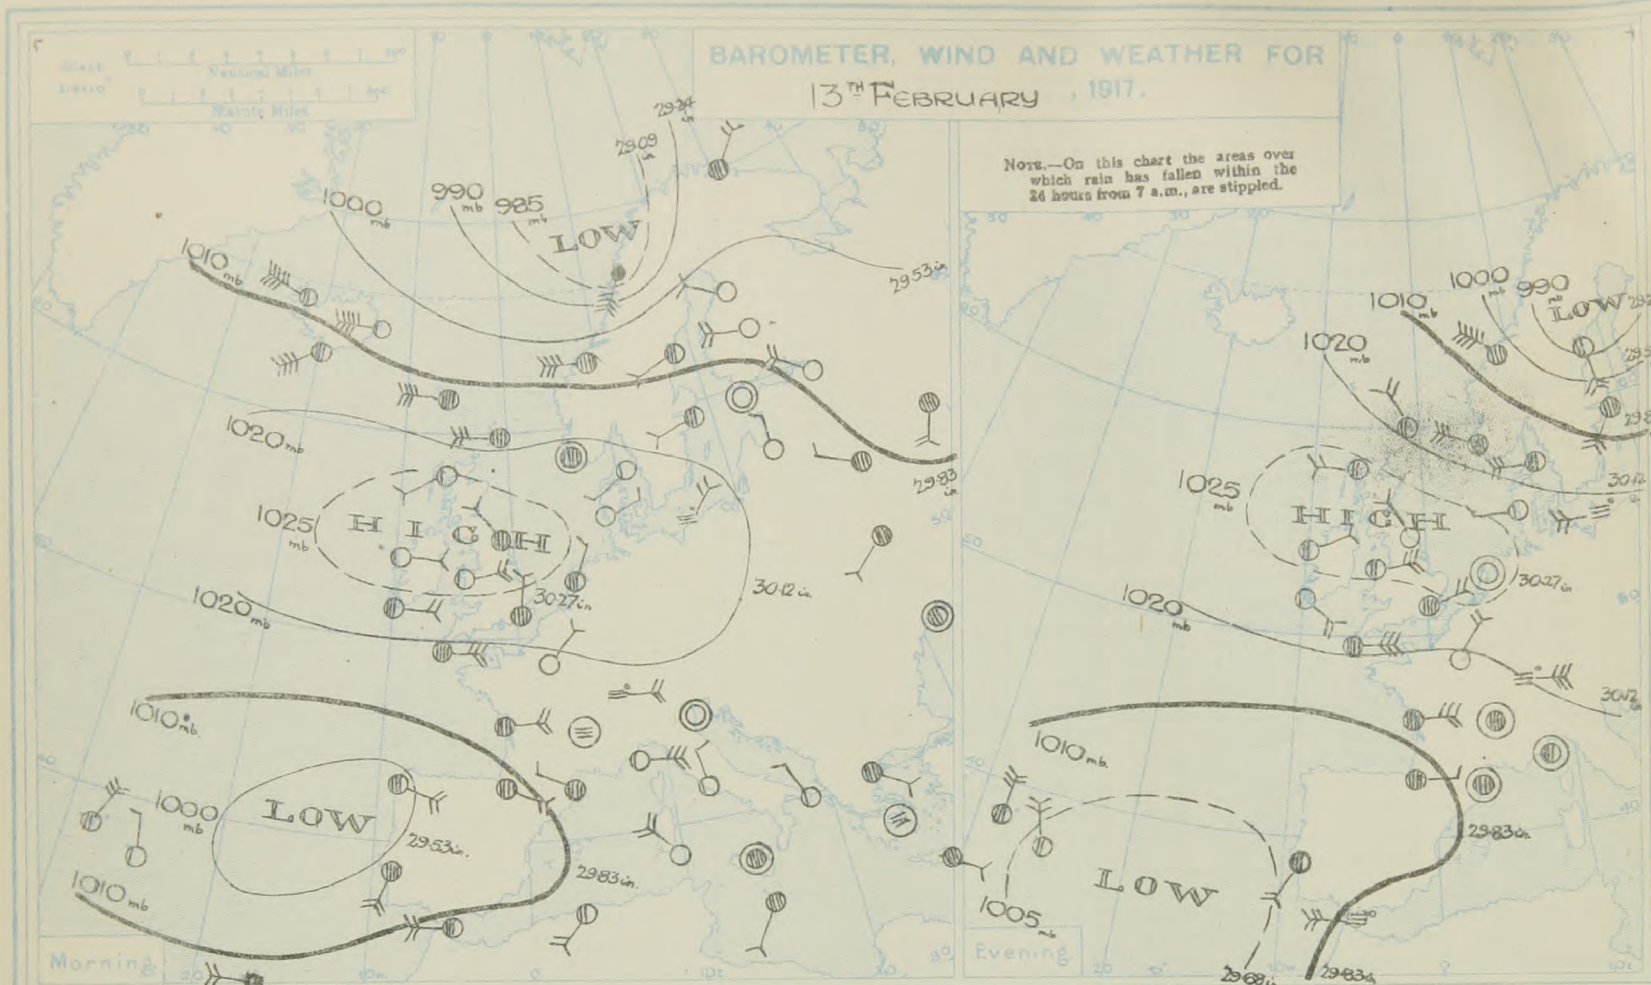 BAROMETER, WIND AND WEATHER FOR
13TH FEBRUARY, 1917.
Nautical Miles
Statute Miles
NOTE.—On this chart the areas over
which rain has fallen within the
24 hours from 7 a.m., are stippled.
29.24 in
29.09 in
1000 mb
990 mb
985 mb
LOW
1010 mb
29.53 in
1020 mb
29.83 in
1025 mb
HIGH
30.27 in
30.12 in
1020 mb
1010 mb
1000 mb
LOW
29.53 in.
29.83 in.
1010 mb
Morning
1000 mb
990 mb
LOW
1010 mb
1020 mb
30.12
1025 mb
HIGH
30.27 in
1020 mb
30.12 in
1010 mb
29.83 in
LOW
1005 mb
29.68 in
29.83 in
Evening